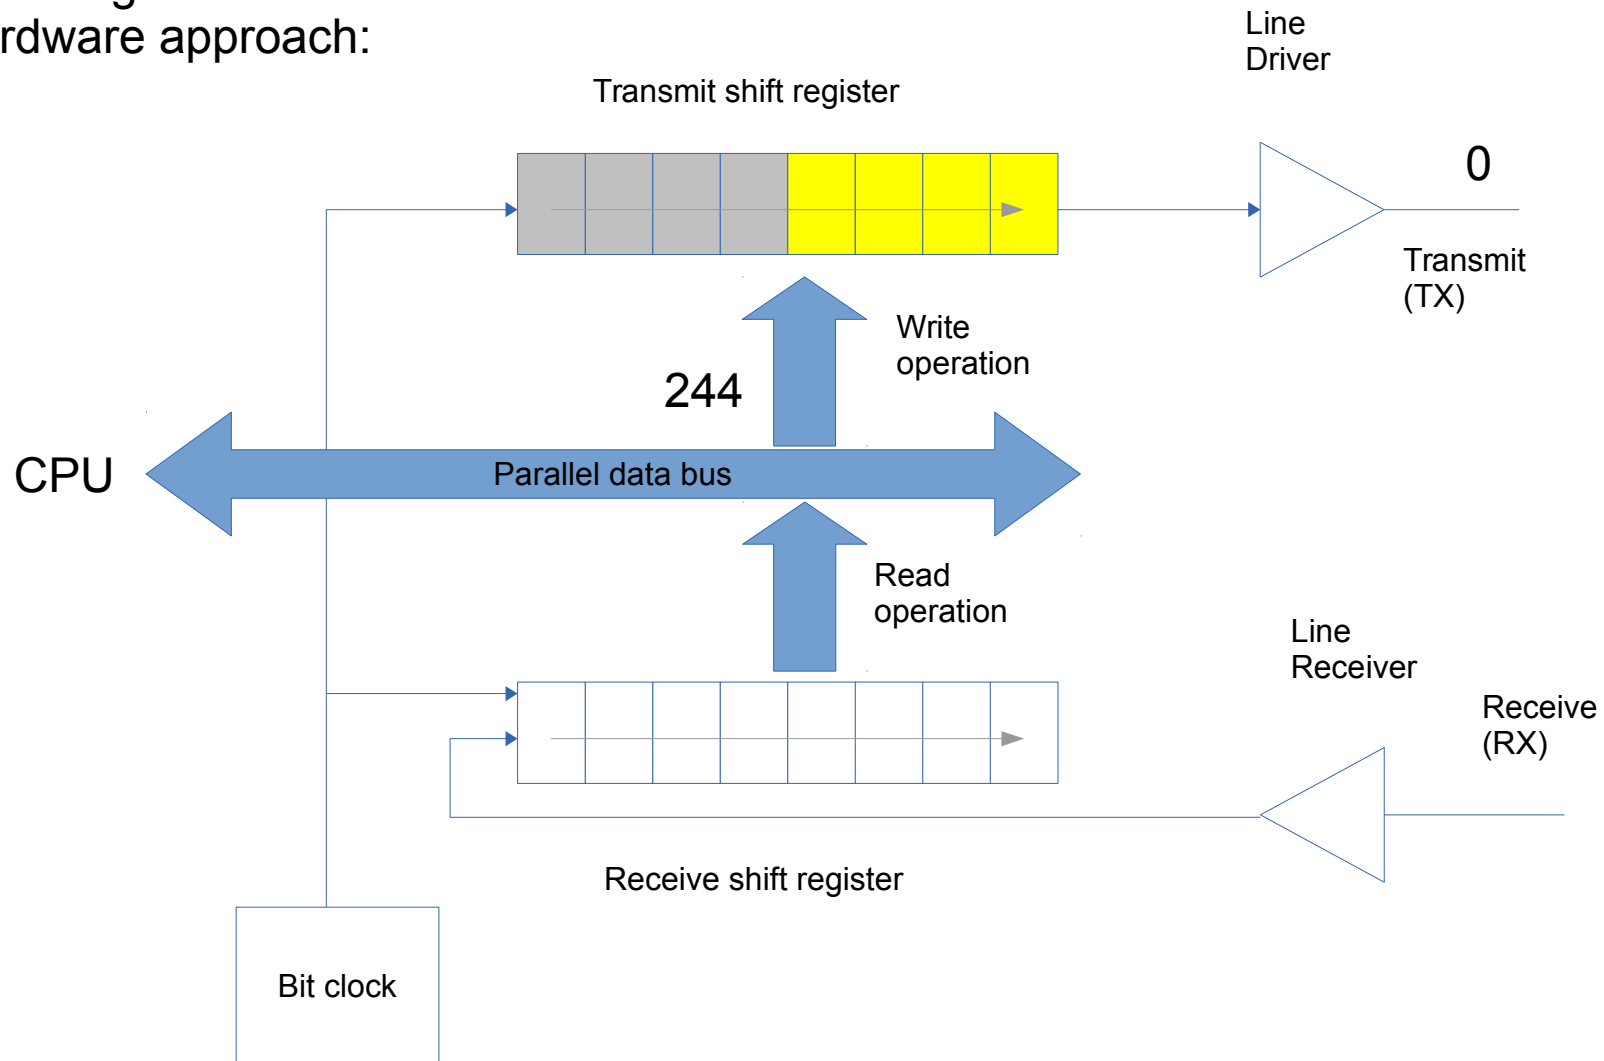 rdware approach:
Line
Driver
Transmit shift register
0
Transmit
(TX)
Write
operation
244
CPU
Parallel data bus
Read
operation
Line
Receiver
Receive
(RX)
Receive shift register
Bit clock